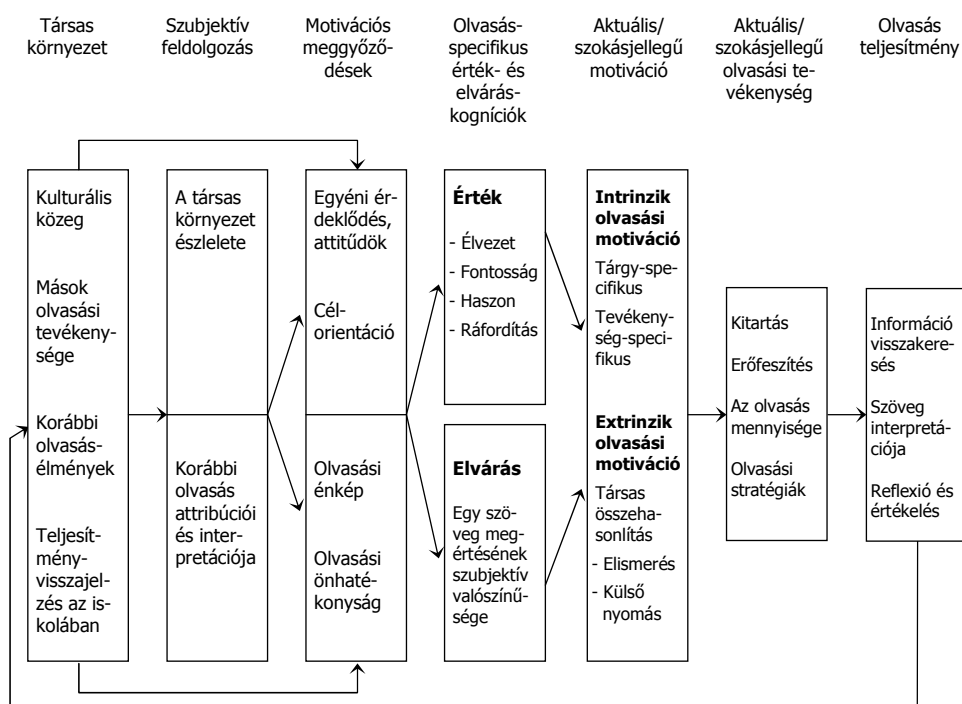 Társas
környezet
Szubjektív
feldolgozás
Motivációs
meggyőző-
dések
Olvasás-
specifikus
érték- és
elvárás-
kogníciók
Aktuális/
szokásjellegű
motiváció
Aktuális/
szokásjellegű
olvasási te-
vékenység
Olvasás
teljesítmény
Kulturális
közeg
Mások
olvasási
tevékeny-
sége
Korábbi
olvasás-
élmények
Teljesít-
mény-
visszajel-
zés az is-
kolában
A társas
környezet
észlelete
Korábbi
olvasás
attribúciói
és inter-
pretációja
Egyéni ér-
deklődés,
attitűdök
Cél-
orientáció
Olvasási
énkép
Olvasási
önhaté-
konyság
Érték
- Élvezet
- Fontosság
- Haszon
- Ráfordítás
Elvárás
Egy szö-
veg meg-
értésének
szubjektív
valószínű-
sége
Intrinzik
olvasási
motiváció
Tárgy-spe-
cifikus
Tevékeny-
ség-speci-
fikus
Extrinzik
olvasási
motiváció
Társas
összeha-
sonlítás
- Elismerés
- Külső
nyomás
Kitartás
Erőfeszítés
Az olvasás
mennyisége
Olvasási
stratégiák
Információ
visszakere-
sés
Szöveg
interpretá-
ciója
Reflexió és
értékelés